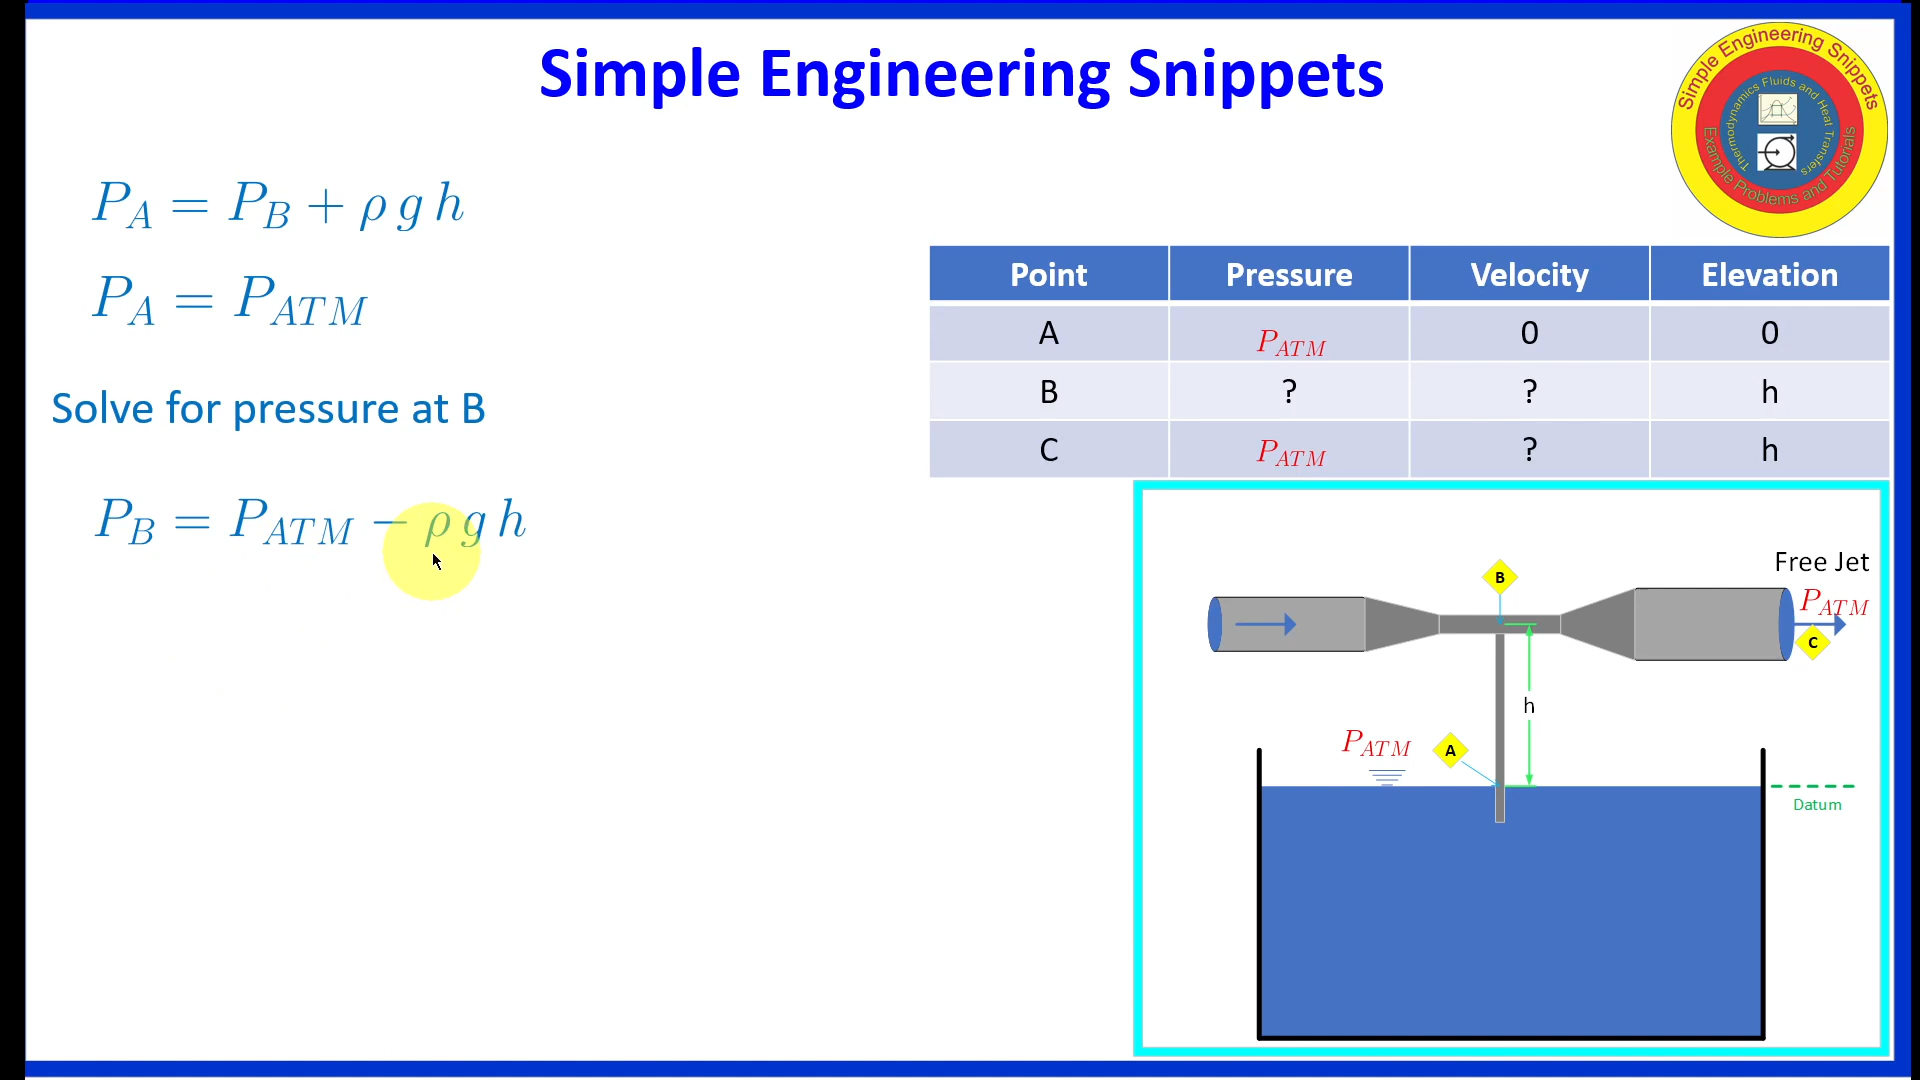 Simple Engineering Snippets
Simple Engineering Snippets
Thermodynamics Fluids and Heat Transfers
Example Problems and Tutorials
P_A = P_B + ρ g h
P_A = P_ATM
Solve for pressure at B
P_B = P_ATM − ρ g h
Point Pressure Velocity Elevation
A P_ATM 0 0
B ? ? h
C P_ATM ? h
Free Jet
B
P_ATM
C
h
P_ATM
A
Datum